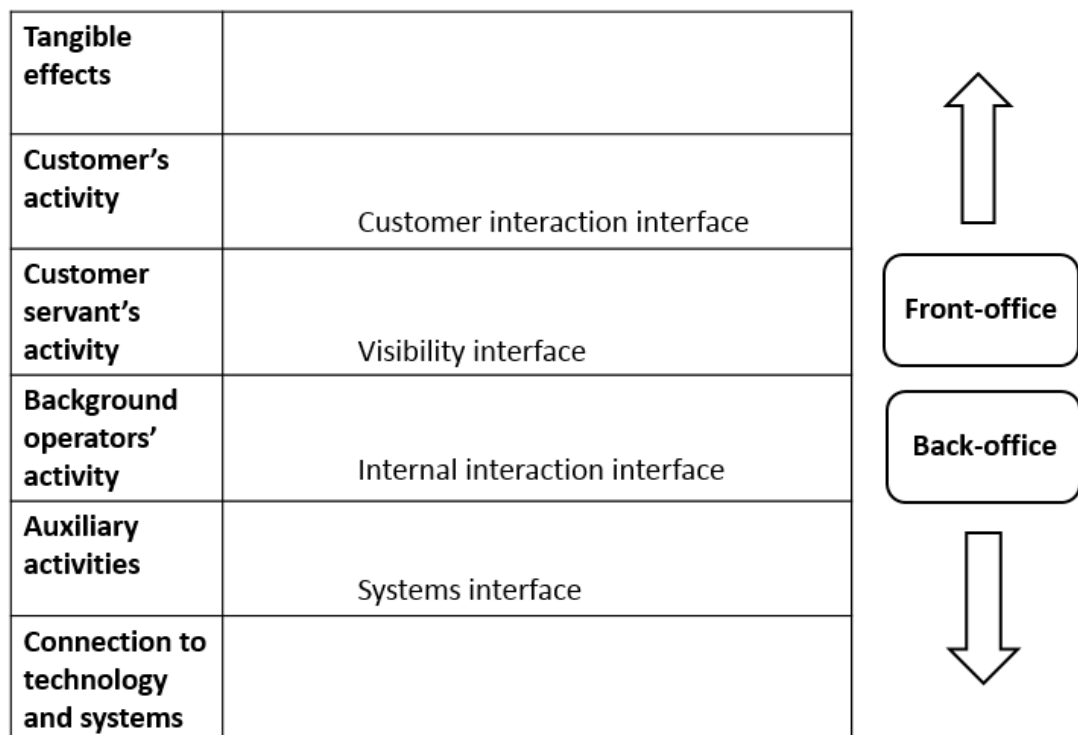 Tangible
effects
Customer’s
activity
Customer interaction interface
Customer
servant’s
activity
Visibility interface
Front-office
Background
operators’
activity
Internal interaction interface
Back-office
Auxiliary
activities
Systems interface
Connection to
technology
and systems